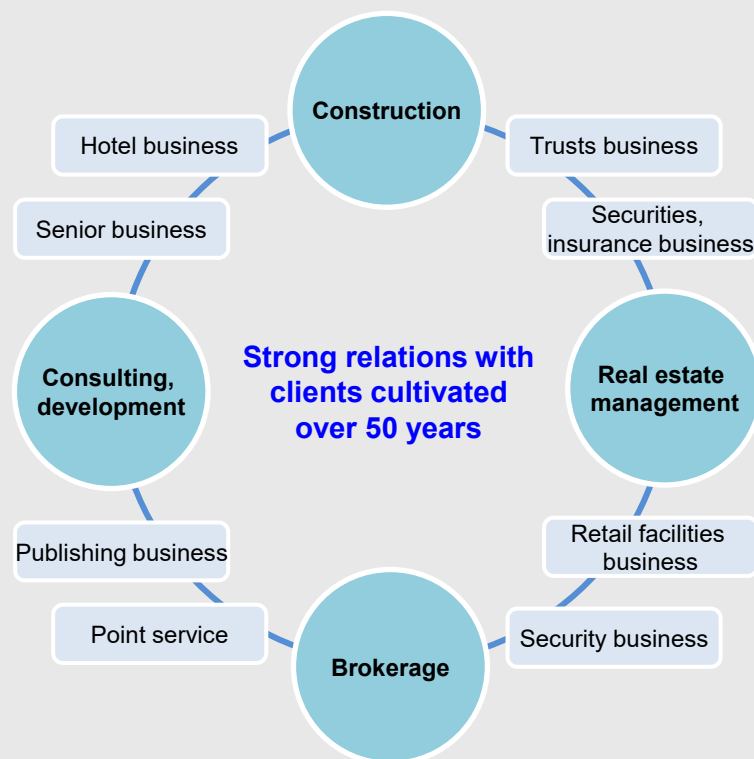 Construction
Hotel business
Trusts business
Senior business
Securities,
insurance business
Strong relations with
clients cultivated
over 50 years
Consulting,
development
Real estate
management
Publishing business
Retail facilities
business
Point service
Security business
Brokerage